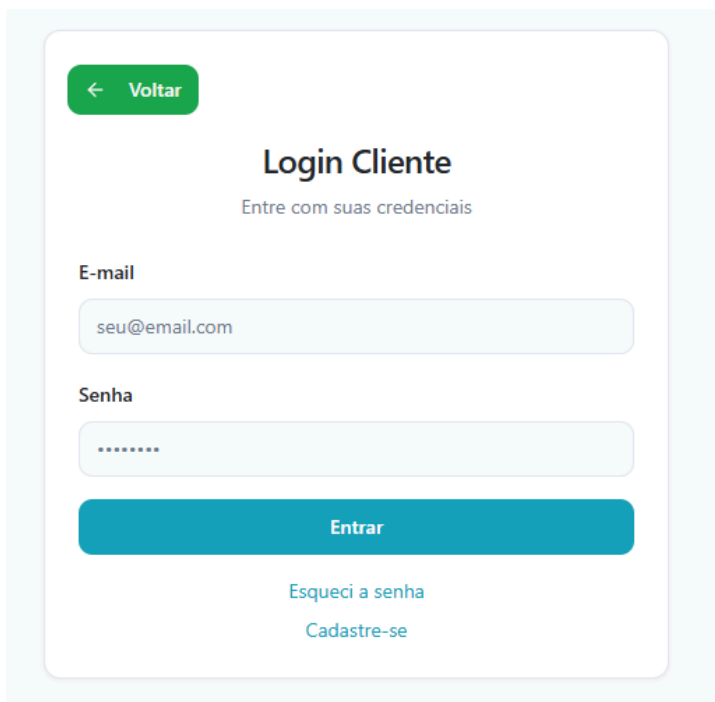 ← Voltar
Login Cliente
Entre com suas credenciais
E-mail
seu@email.com
Senha
••••••••
Entrar
Esqueci a senha
Cadastre-se